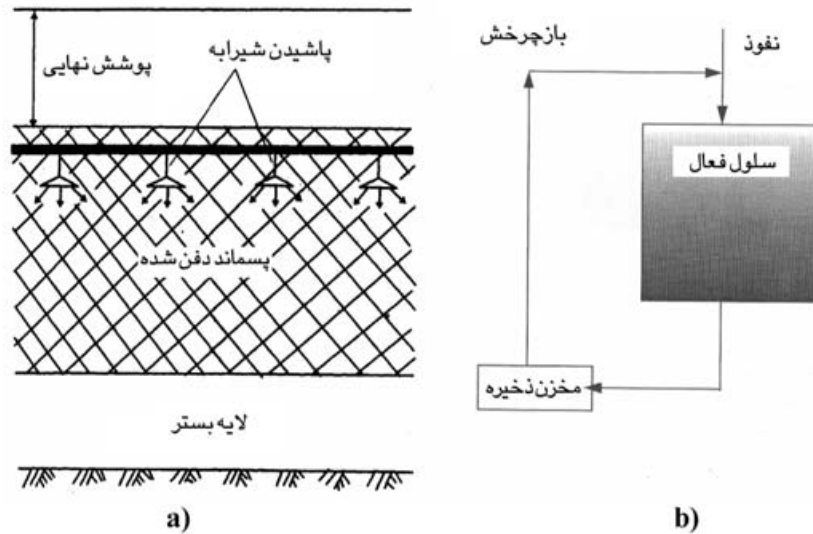 پاشیدن شیرابه
پوشش نهایی
پسماند دفن شده
لایه بستر
a)
بازچرخش
نفوذ
سلول فعال
مخزن ذخیره
b)